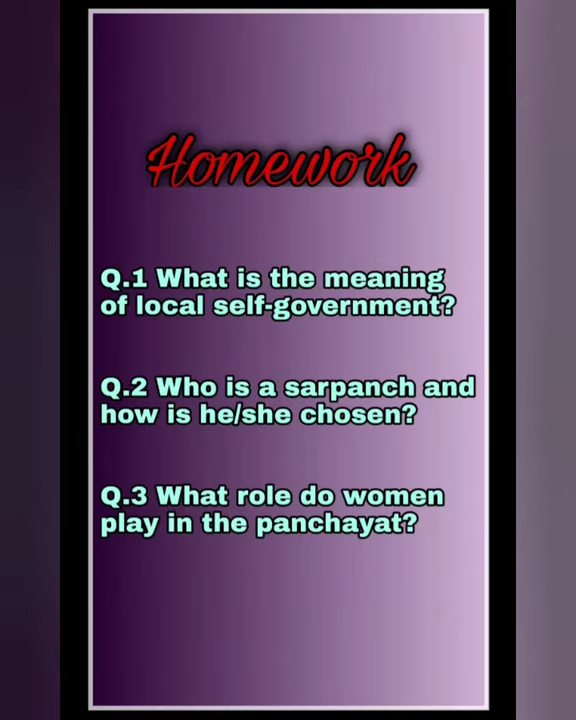 Homework
Q.1 What is the meaning
of local self-government?
Q.2 Who is a sarpanch and
how is he/she chosen?
Q.3 What role do women
play in the panchayat?